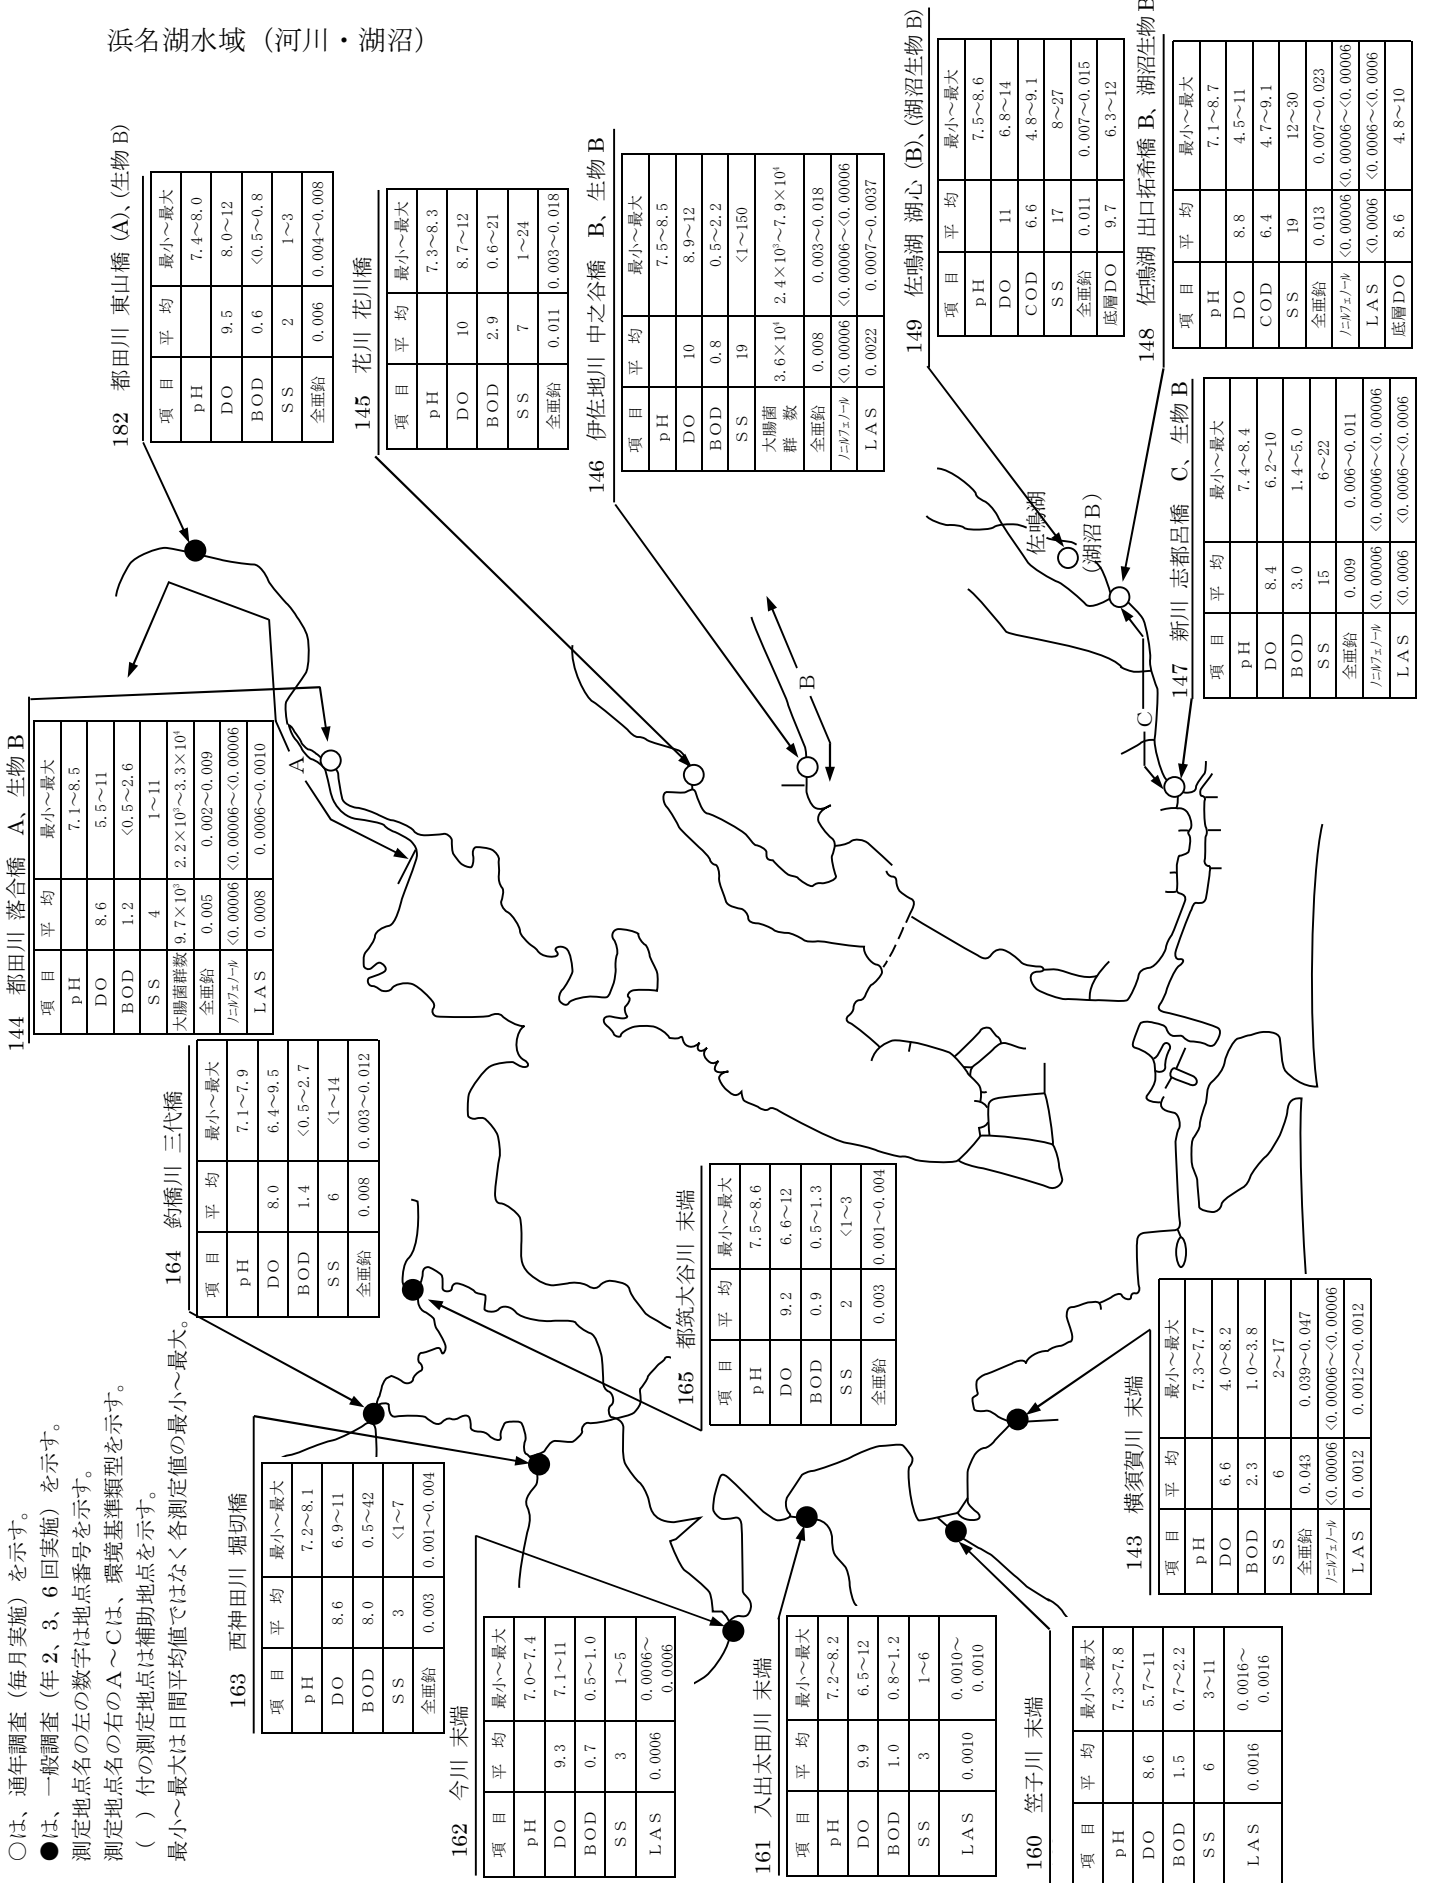 浜名湖水域（河川・湖沼）
○は、通年調査（毎月実施）を示す。
●は、一般調査（年２、３、６回実施）を示す。
測定地点名の左の数字は地点番号を示す。
測定地点名の右のＡ～Ｃは、環境基準類型を示す。
（　）付の測定地点は補助地点を示す。
最小～最大は日間平均値ではなく各測定値の最小～最大。
144 都田川 落合橋 A、生物B
項 目 平 均 最小～最大
pH 7.1～8.5
DO 8.6 5.5～11
BOD 1.2 <0.5～2.6
SS 4 1～11
大腸菌群数 9.7×10³ 2.2×10³～3.3×10⁴
全亜鉛 0.005 0.002～0.009
ﾉﾆﾙﾌｪﾉｰﾙ <0.00006 <0.00006～<0.00006
LAS 0.0008 0.0006～0.0010
182 都田川 東山橋 (A)、(生物B)
項 目 平 均 最小～最大
pH 7.4～8.0
DO 9.5 8.0～12
BOD 0.6 <0.5～0.8
SS 2 1～3
全亜鉛 0.006 0.004～0.008
145 花川 花川橋
項 目 平 均 最小～最大
pH 7.3～8.3
DO 10 8.7～12
BOD 2.9 0.6～21
SS 7 1～24
全亜鉛 0.011 0.003～0.018
146 伊佐地川 中之谷橋 B、生物B
項 目 平 均 最小～最大
pH 7.5～8.5
DO 10 8.9～12
BOD 0.8 0.5～2.2
SS 19 <1～150
大腸菌
群 数 3.6×10⁴ 2.4×10³～7.9×10⁴
全亜鉛 0.008 0.003～0.018
ﾉﾆﾙﾌｪﾉｰﾙ <0.00006 <0.00006～<0.00006
LAS 0.0022 0.0007～0.0037
149 佐鳴湖 湖心 (B)、(湖沼生物B)
項 目 平 均 最小～最大
pH 7.5～8.6
DO 11 6.8～14
COD 6.6 4.8～9.1
SS 17 8～27
全亜鉛 0.011 0.007～0.015
底層DO 9.7 6.3～12
148 佐鳴湖 出口拓希橋 B、湖沼生物B
項 目 平 均 最小～最大
pH 7.1～8.7
DO 8.8 4.5～11
COD 6.4 4.7～9.1
SS 19 12～30
全亜鉛 0.013 0.007～0.023
ﾉﾆﾙﾌｪﾉｰﾙ <0.00006 <0.00006～<0.00006
LAS <0.0006 <0.0006～<0.0006
底層DO 8.6 4.8～10
147 新川 志都呂橋 C、生物B
項 目 平 均 最小～最大
pH 7.4～8.4
DO 8.4 6.2～10
BOD 3.0 1.4～5.0
SS 15 6～22
全亜鉛 0.009 0.006～0.011
ﾉﾆﾙﾌｪﾉｰﾙ <0.00006 <0.00006～<0.00006
LAS <0.0006 <0.0006～<0.0006
164 釣橋川 三代橋
項 目 平 均 最小～最大
pH 7.1～7.9
DO 8.0 6.4～9.5
BOD 1.4 <0.5～2.7
SS 6 <1～14
全亜鉛 0.008 0.003～0.012
163 西神田川 堀切橋
項 目 平 均 最小～最大
pH 7.2～8.1
DO 8.6 6.9～11
BOD 8.0 0.5～42
SS 3 <1～7
全亜鉛 0.003 0.001～0.004
165 都筑大谷川 末端
項 目 平 均 最小～最大
pH 7.5～8.6
DO 9.2 6.6～12
BOD 0.9 0.5～1.3
SS 2 <1～3
全亜鉛 0.003 0.001～0.004
162 今川 末端
項 目 平 均 最小～最大
pH 7.0～7.4
DO 9.3 7.1～11
BOD 0.7 0.5～1.0
SS 3 1～5
LAS 0.0006 0.0006～
0.0006
161 入出太田川 末端
項 目 平 均 最小～最大
pH 7.2～8.2
DO 9.9 6.5～12
BOD 1.0 0.8～1.2
SS 3 1～6
LAS 0.0010 0.0010～
0.0010
160 笠子川 末端
項 目 平 均 最小～最大
pH 7.3～7.8
DO 8.6 5.7～11
BOD 1.5 0.7～2.2
SS 6 3～11
LAS 0.0016 0.0016～
0.0016
143 横須賀川 末端
項 目 平 均 最小～最大
pH 7.3～7.7
DO 6.6 4.0～8.2
BOD 2.3 1.0～3.8
SS 6 2～17
全亜鉛 0.043 0.039～0.047
ﾉﾆﾙﾌｪﾉｰﾙ <0.00006 <0.00006～<0.00006
LAS 0.0012 0.0012～0.0012
A
B
C
佐鳴湖
(湖沼B)